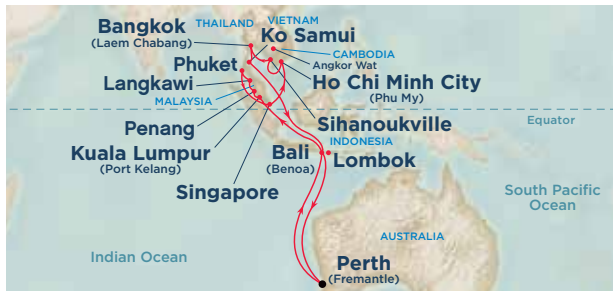 THAILAND
VIETNAM
Bangkok
(Laem Chabang)
Ko Samui
CAMBODIA
Angkor Wat
Phuket
Ho Chi Minh City
(Phu My)
Langkawi
MALAYSIA
Penang
Sihanoukville
Equator
Kuala Lumpur
(Port Kelang)
INDONESIA
Bali
(Benoa)
Lombok
Singapore
South Pacific
Ocean
AUSTRALIA
Indian Ocean
Perth
(Fremantle)